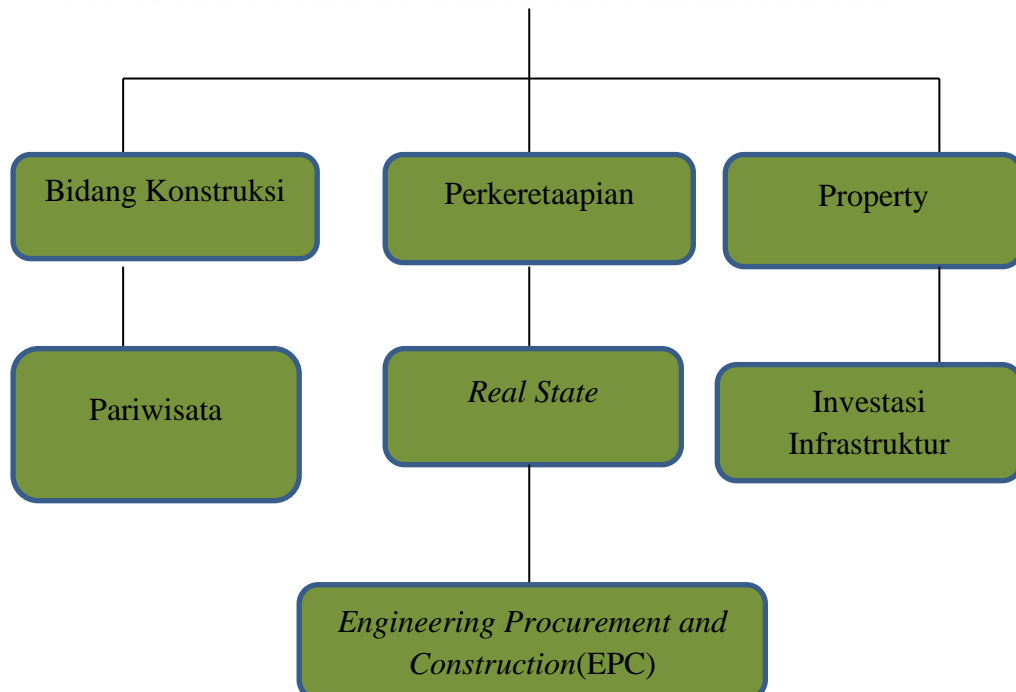 Bidang Konstruksi
Perkeretaapian
Property
Pariwisata
Real State
Investasi
Infrastruktur
Engineering Procurement and
Construction(EPC)